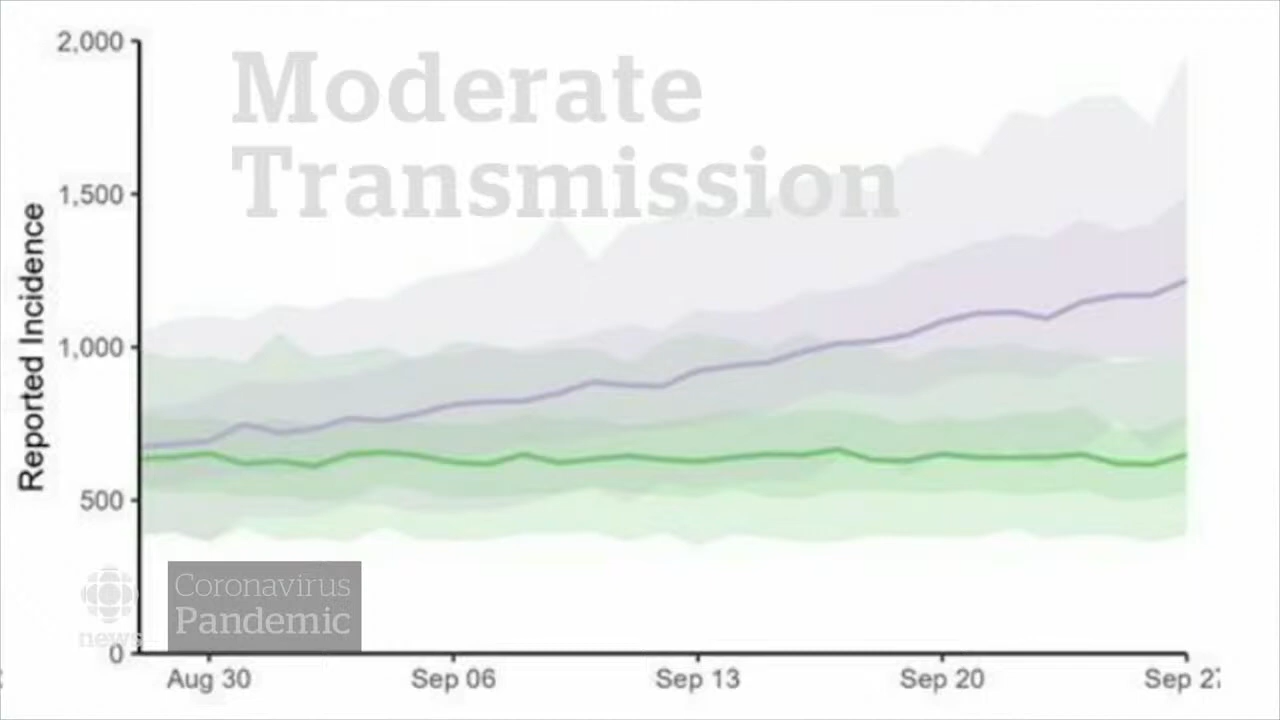 2,000
Moderate
Transmission
1,500
Reported Incidence
1,000
500
Coronavirus
Pandemic
news
0
Aug 30 Sep 06 Sep 13 Sep 20 Sep 27